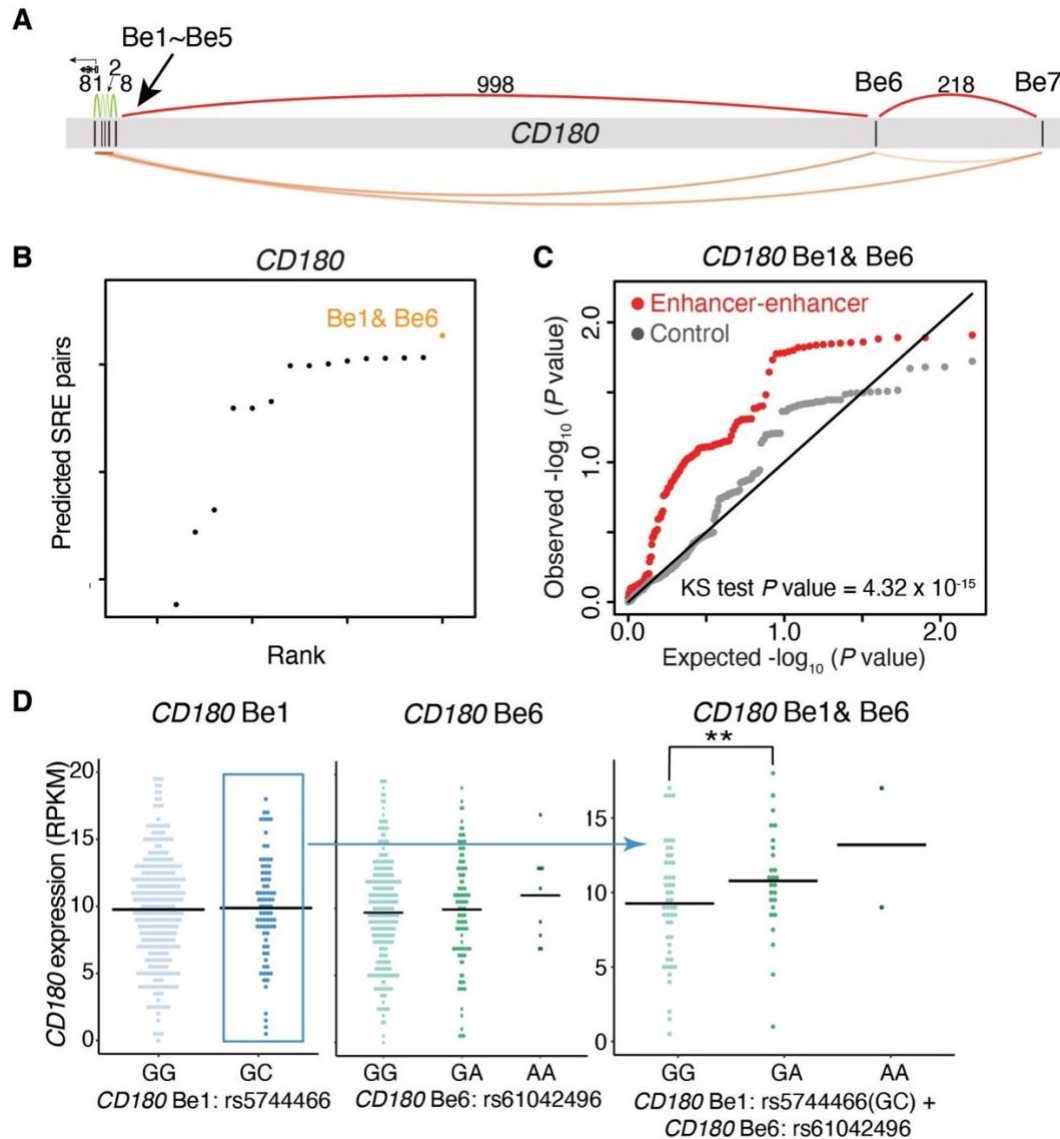 A
Be1~Be5
2
81 8
998
Be6
218
Be7
CD180
B
CD180
Be1& Be6
Predicted SRE pairs
Rank
C
CD180 Be1& Be6
Enhancer-enhancer
Control
2.0
1.0
0.0
Observed -log10 (P value)
KS test P value = 4.32 x 10-15
0.0 1.0 2.0
Expected -log10 (P value)
D
CD180 Be1
CD180 Be6
CD180 Be1& Be6
**
CD180 expression (RPKM)
20
15
10
5
0
15
10
5
0
GG GC
CD180 Be1: rs5744466
GG GA AA
CD180 Be6: rs61042496
GG GA AA
CD180 Be1: rs5744466(GC) +
CD180 Be6: rs61042496